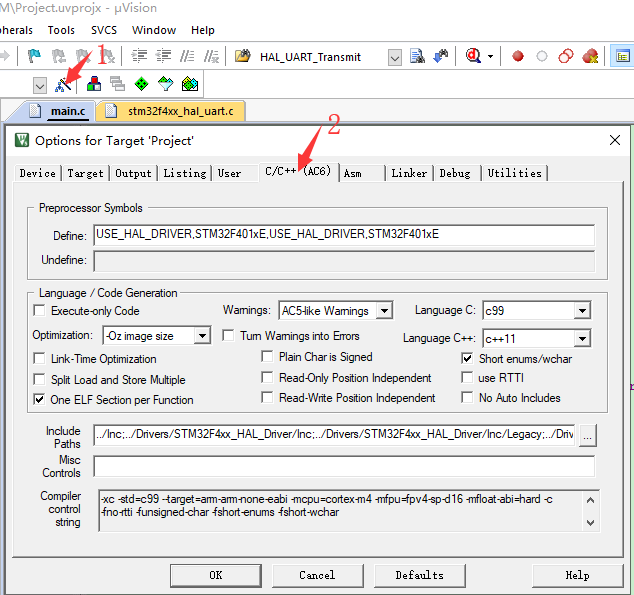 M\Project.uvprojx - µVision
pherals Tools SVCS Window Help
HAL_UART_Transmit
1
main.c stm32f4xx_hal_uart.c
2
Options for Target 'Project'
Device Target Output Listing User C/C++ (AC6) Asm Linker Debug Utilities
Preprocessor Symbols
Define: USE_HAL_DRIVER,STM32F401xE,USE_HAL_DRIVER,STM32F401xE
Undefine:
Language / Code Generation
Execute-only Code Warnings: AC5-like Warnings Language C: c99
Optimization: -Oz image size Turn Warnings into Errors Language C++: c++11
Link-Time Optimization Plain Char is Signed Short enums/wchar
Split Load and Store Multiple Read-Only Position Independent use RTTI
One ELF Section per Function Read-Write Position Independent No Auto Includes
Include Paths ../Inc;../Drivers/STM32F4xx_HAL_Driver/Inc;../Drivers/STM32F4xx_HAL_Driver/Inc/Legacy;../Driv ...
Misc Controls
Compiler control string -xc -std=c99 --target=arm-arm-none-eabi -mcpu=cortex-m4 -mfpu=fpv4-sp-d16 -mfloat-abi=hard -c
-fno-rtti -funsigned-char -fshort-enums -fshort-wchar
OK Cancel Defaults Help